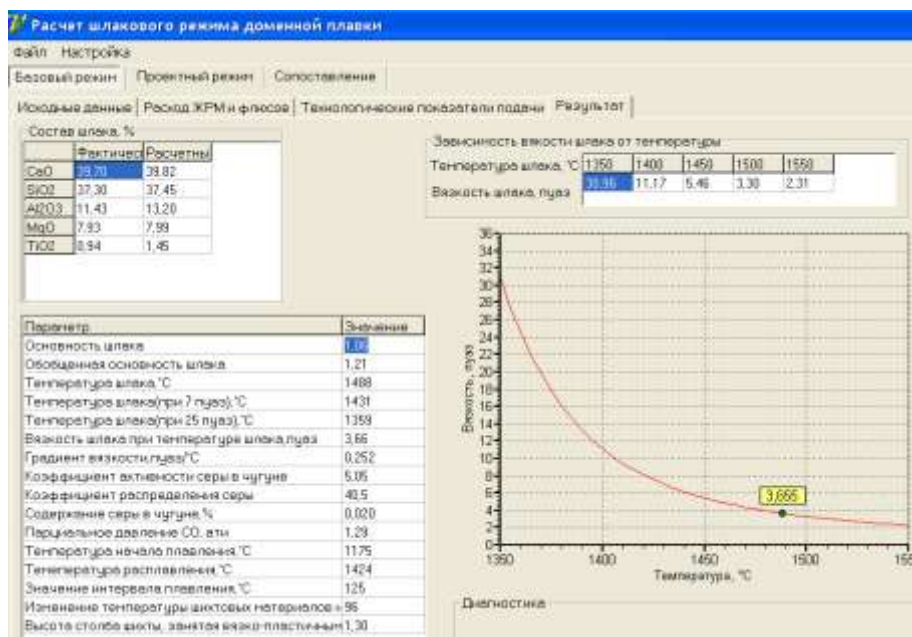 Расчет шлакового режима доменной плавки
Файл Настройка
Базовый режим Проектный режим Сопоставление
Исходные данные Расход ЖРМ и флюсов Технологические показатели подачи Результат
Состав шлака, %
Фактичес Расчетны
CaO 39,70 39,82
SiO2 37,30 37,45
Al2O3 11,43 13,20
MgO 7,93 7,99
TiO2 0,94 1,45
Зависимость вязкости шлака от температуры
Температура шлака, °C 1350 1400 1450 1500 1550
Вязкость шлака, пуаз 30,96 11,17 5,46 3,30 2,31
Параметр Значение
Основность шлака 1,06
Обобщенная основность шлака 1,21
Температура шлака,°C 1488
Температура шлака(при 7 пуаз),°C 1431
Температура шлака(при 25 пуаз),°C 1359
Вязкость шлака при температуре шлака,пуаз 3,66
Градиент вязкости,пуаз/°C 0,252
Коэффициент активности серы в чугуне 5,05
Коэффициент распределения серы 40,5
Содержание серы в чугуне,% 0,020
Парциальное давление CO, ати 1,29
Температура начала плавления,°C 1175
Температура расплавления,°C 1424
Значение интервала плавления,°C 125
Изменение температуры шихтовых материалов 96
Высота столба шихты, занятая вязко-пластичным 1,30
36
34
32
30
28
26
24
22
20
18
16
14
12
10
8
6
4
2
0
Вязкость, пуаз
3,655
1350 1400 1450 1500 155
Температура, °C
Диагностика